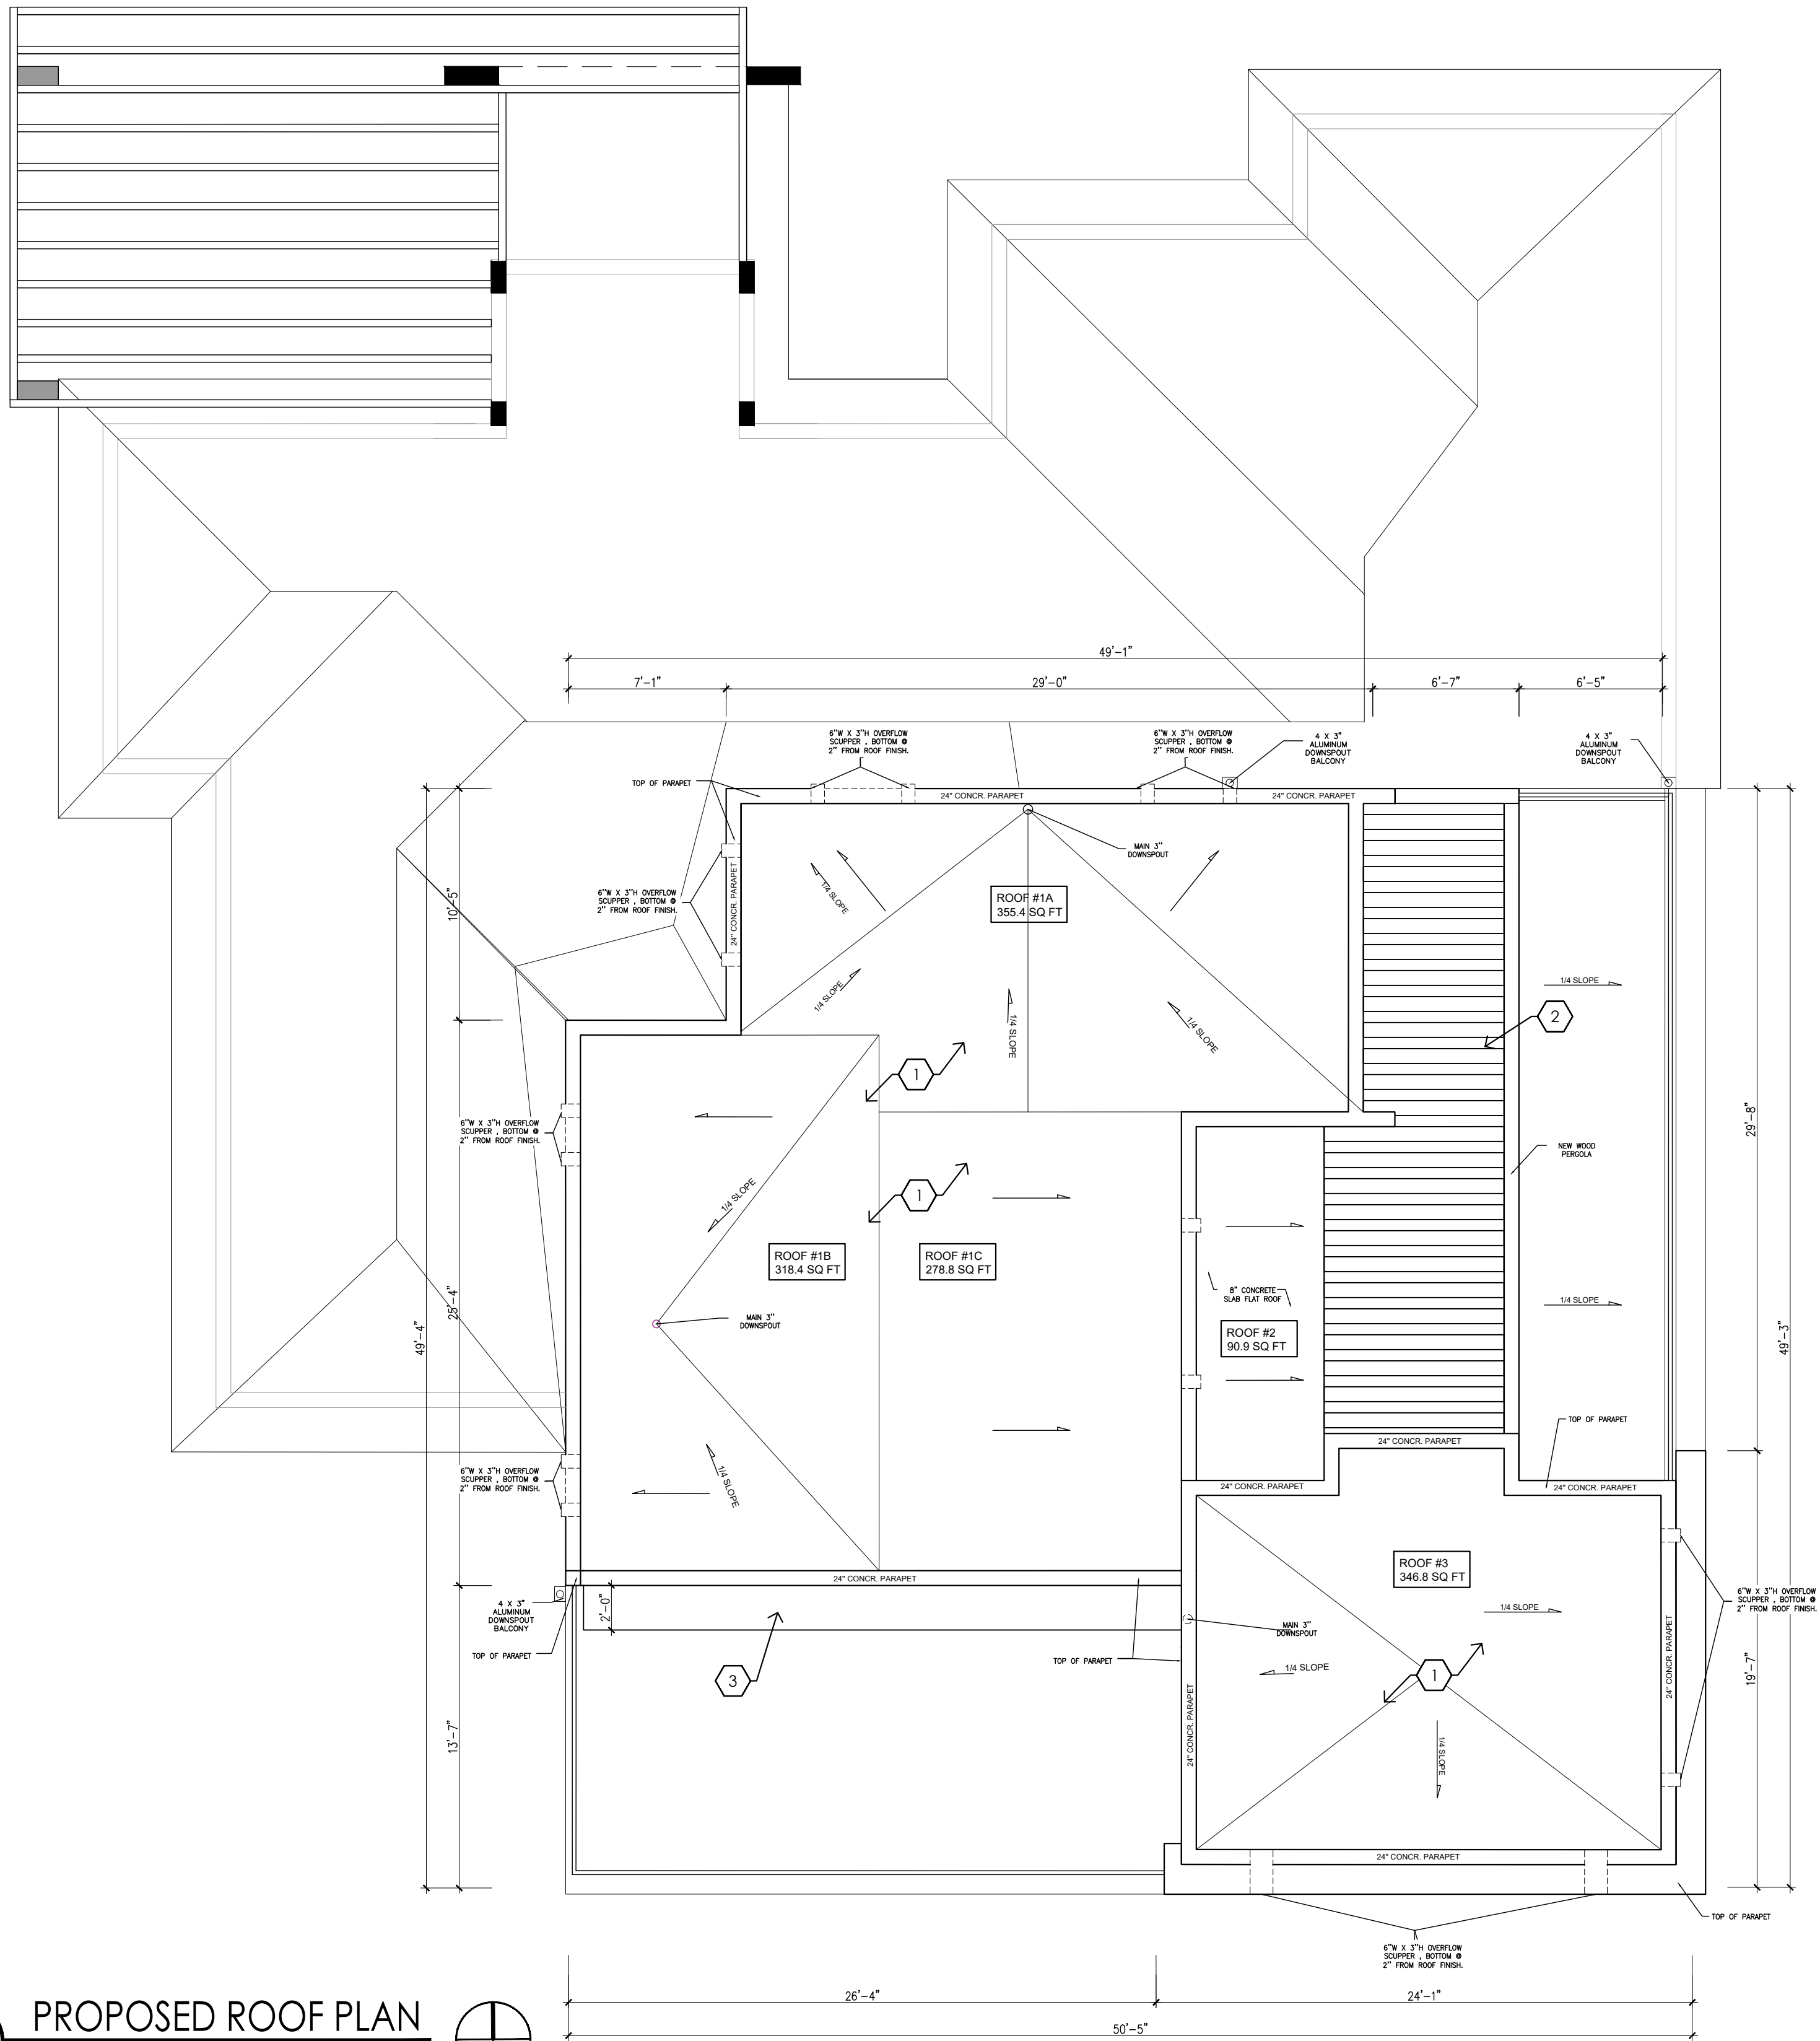 49'-1"
7'-1"
29'-0"
6'-7"
6'-5"
6"W X 3"H OVERFLOW
SCUPPER , BOTTOM @
2" FROM ROOF FINISH.
6"W X 3"H OVERFLOW
SCUPPER , BOTTOM @
2" FROM ROOF FINISH.
4 X 3"
ALUMINUM
DOWNSPOUT
BALCONY
4 X 3"
ALUMINUM
DOWNSPOUT
BALCONY
TOP OF PARAPET
24" CONCR. PARAPET
24" CONCR. PARAPET
MAIN 3"
DOWNSPOUT
24" CONCR. PARAPET
1/4 SLOPE
6"W X 3"H OVERFLOW
SCUPPER , BOTTOM @
2" FROM ROOF FINISH.
10'-5"
ROOF #1A
355.4 SQ FT
1/4 SLOPE
1/4 SLOPE
1/4 SLOPE
1/4 SLOPE
2
1
6"W X 3"H OVERFLOW
SCUPPER , BOTTOM @
2" FROM ROOF FINISH.
29'-8"
NEW WOOD
PERGOLA
1/4 SLOPE
1
ROOF #1B
318.4 SQ FT
ROOF #1C
278.8 SQ FT
8" CONCRETE
SLAB FLAT ROOF
1/4 SLOPE
25'-4"
49'-4"
MAIN 3"
DOWNSPOUT
ROOF #2
90.9 SQ FT
49'-3"
TOP OF PARAPET
24" CONCR. PARAPET
6"W X 3"H OVERFLOW
SCUPPER , BOTTOM @
2" FROM ROOF FINISH.
1/4 SLOPE
24" CONCR. PARAPET
24" CONCR. PARAPET
ROOF #3
346.8 SQ FT
24" CONCR. PARAPET
4 X 3"
ALUMINUM
DOWNSPOUT
BALCONY
2'-0"
1/4 SLOPE
6"W X 3"H OVERFLOW
SCUPPER , BOTTOM @
2" FROM ROOF FINISH.
MAIN 3"
DOWNSPOUT
TOP OF PARAPET
TOP OF PARAPET
1/4 SLOPE
24" CONCR. PARAPET
3
1
19'-7"
13'-7"
24" CONCR. PARAPET
1/4 SLOPE
24" CONCR. PARAPET
TOP OF PARAPET
6"W X 3"H OVERFLOW
SCUPPER , BOTTOM @
2" FROM ROOF FINISH.
26'-4"
24'-1"
PROPOSED ROOF PLAN
50'-5"